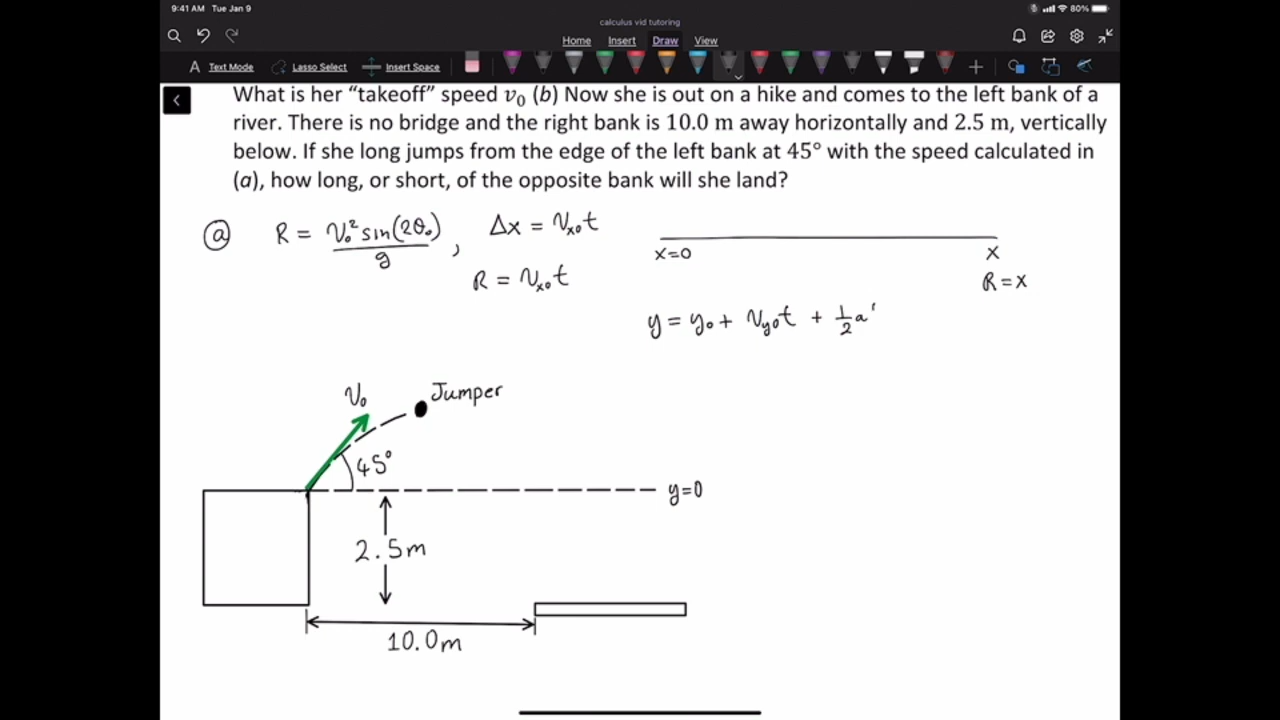 9:41 AM Tue Jan 9
80%
calculus vid tutoring
Home Insert Draw View
Text Mode Lasso Select Insert Space
What is her “takeoff” speed v₀ (b) Now she is out on a hike and comes to the left bank of a
river. There is no bridge and the right bank is 10.0 m away horizontally and 2.5 m, vertically
below. If she long jumps from the edge of the left bank at 45° with the speed calculated in
(a), how long, or short, of the opposite bank will she land?
ⓐ R = v₀² sin(2θ₀) / g , Δx = v_x0 t
R = v_x0 t
x=0 x
R = x
y = y₀ + v_y0 t + 1/2 a'
v₀ Jumper
45°
y=0
2.5m
10.0m